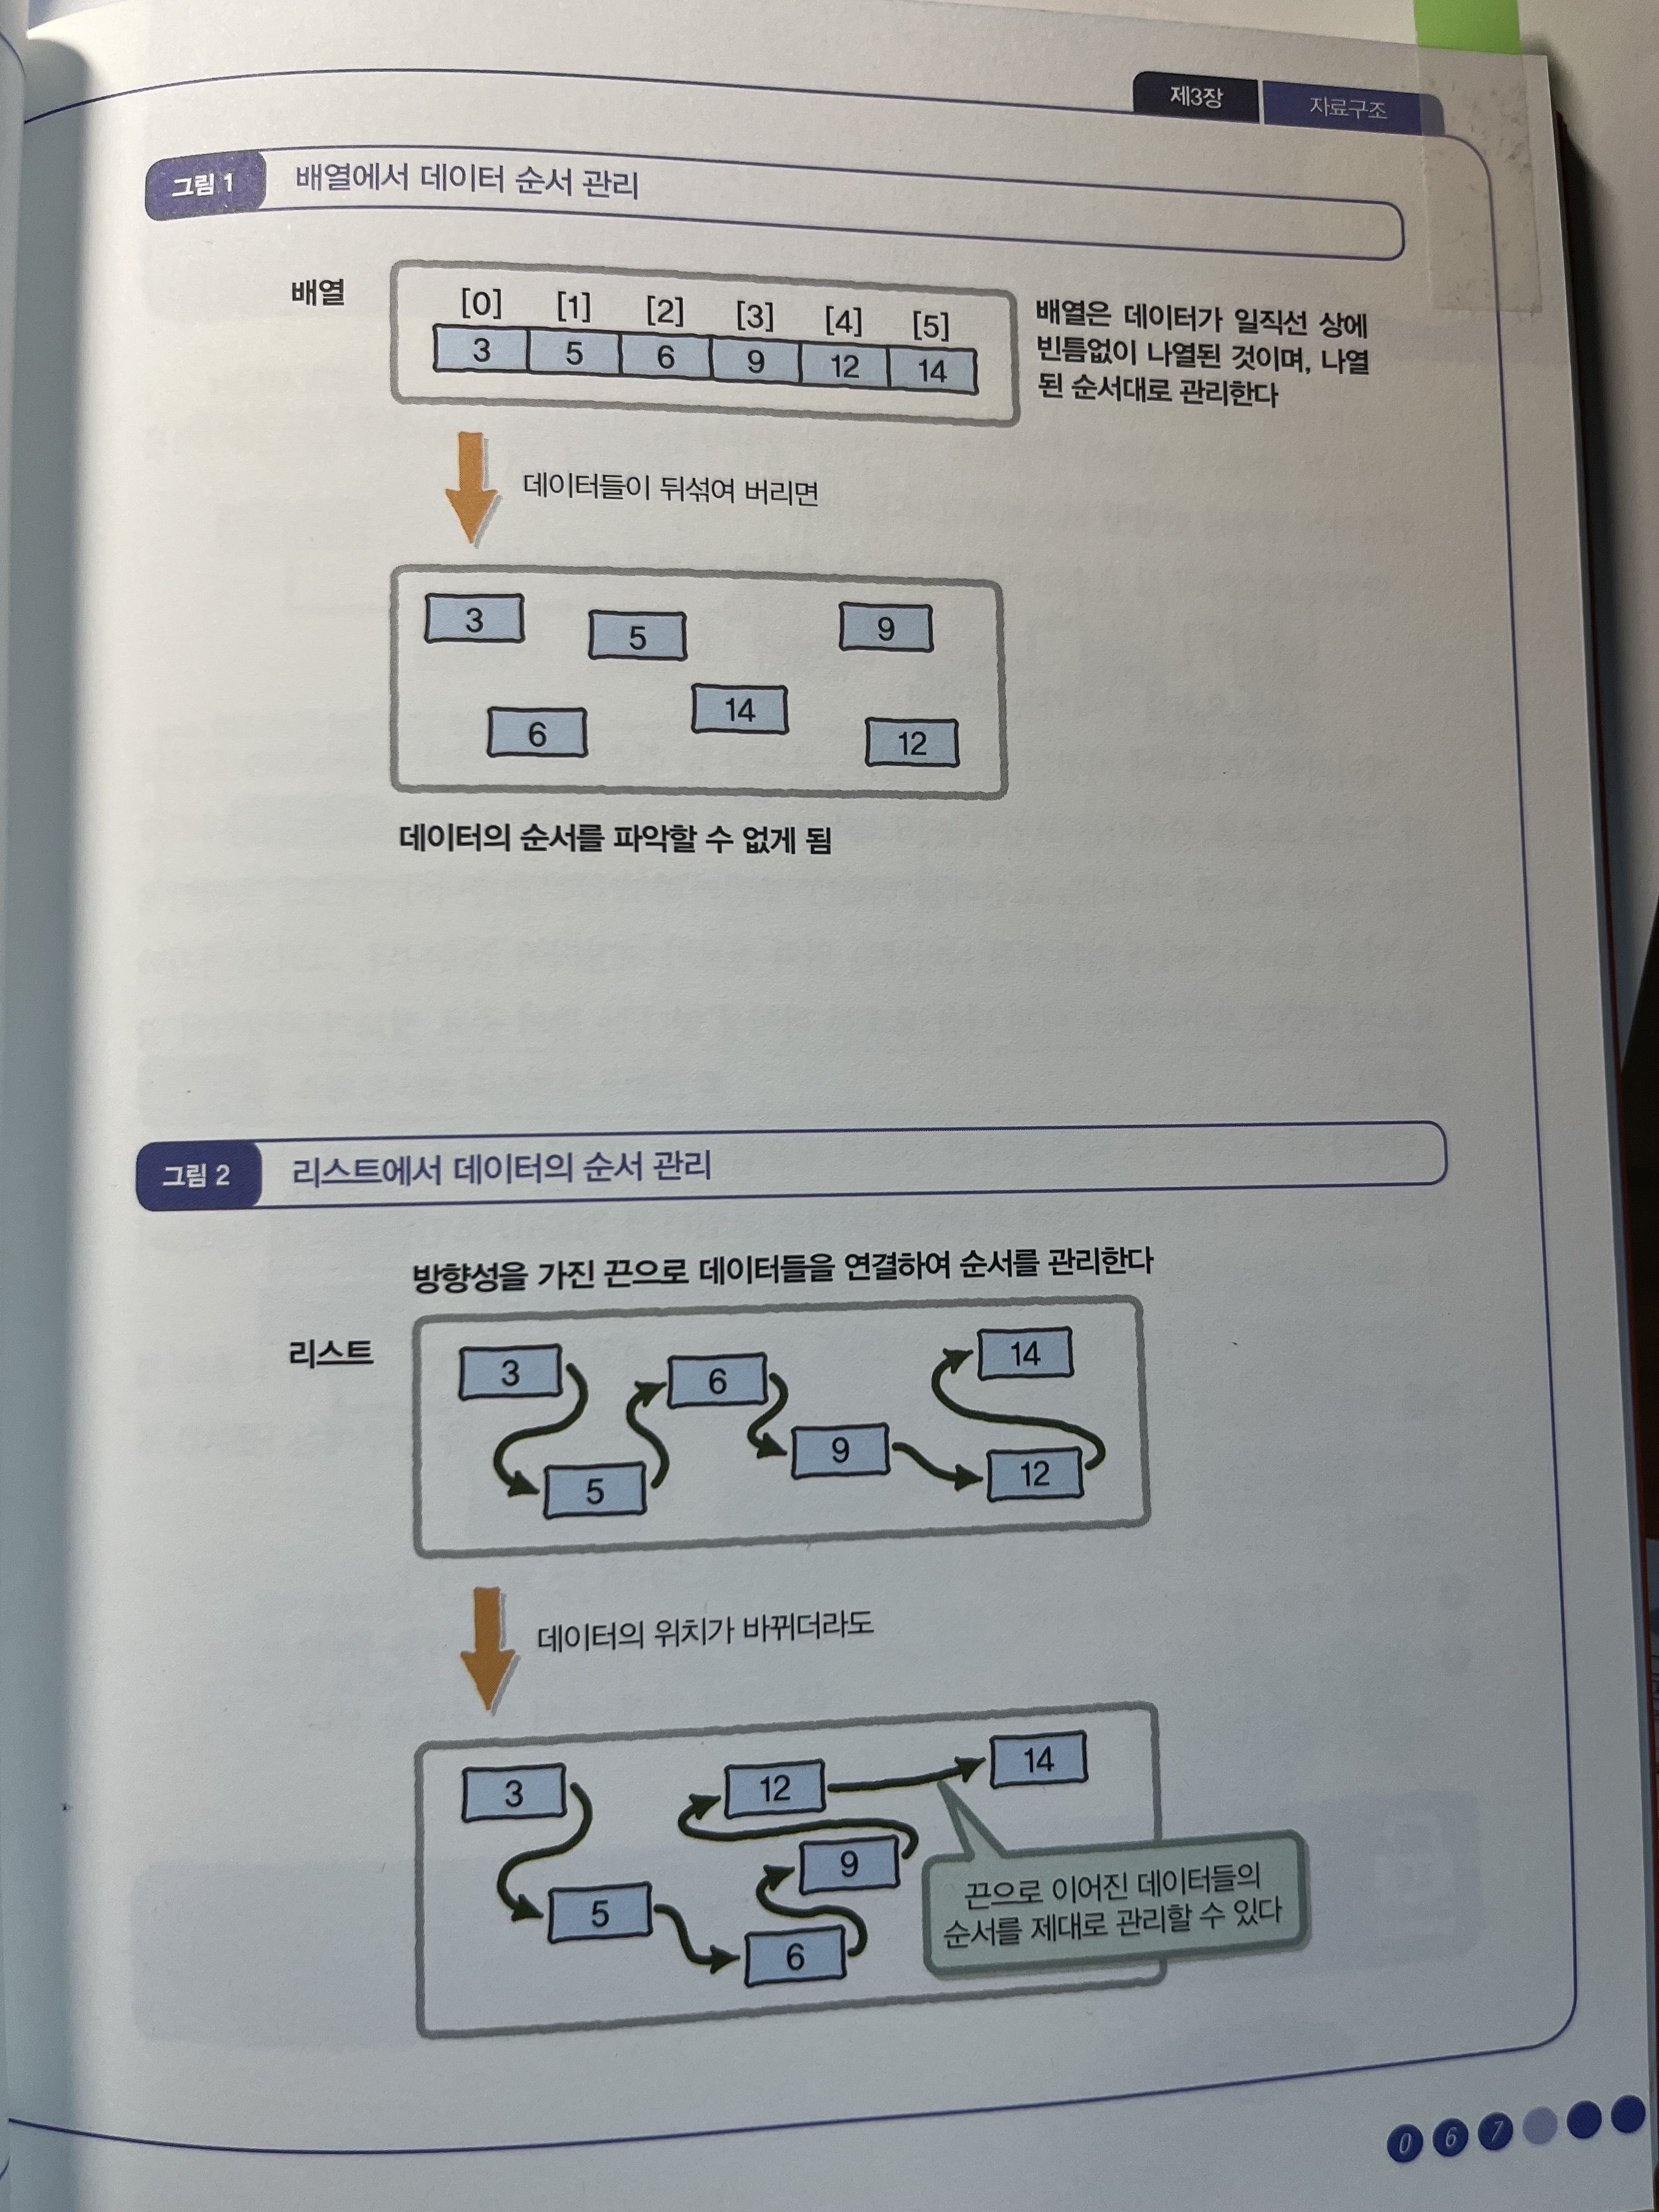 제3장 자료구조
그림 1 배열에서 데이터 순서 관리
배열
[0] [1] [2] [3] [4] [5]
3 5 6 9 12 14
배열은 데이터가 일직선 상에
빈틈없이 나열된 것이며, 나열
된 순서대로 관리한다
데이터들이 뒤섞여 버리면
3 5 9
6 14 12
데이터의 순서를 파악할 수 없게 됨
그림 2 리스트에서 데이터의 순서 관리
방향성을 가진 끈으로 데이터들을 연결하여 순서를 관리한다
리스트
3 6 14
5 9 12
데이터의 위치가 바뀌더라도
3 12 14
9
5 6
끈으로 이어진 데이터들의
순서를 제대로 관리할 수 있다
067